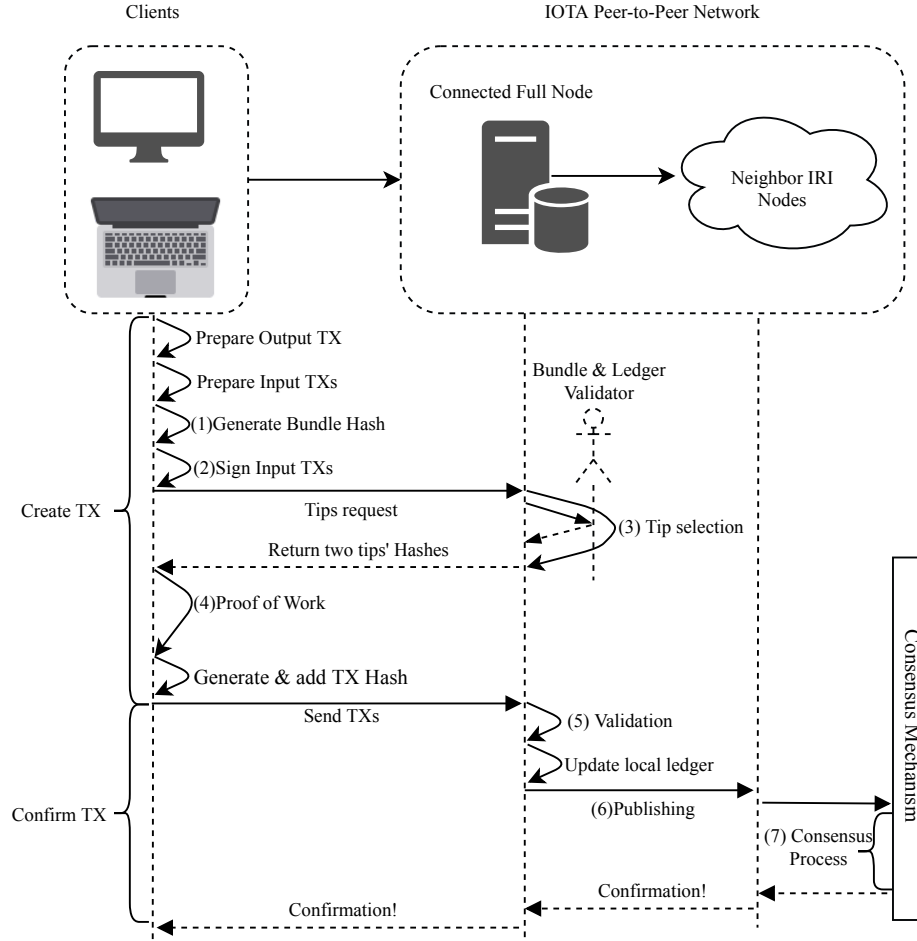 Clients
IOTA Peer-to-Peer Network
Connected Full Node
Neighbor IRI
Nodes
Prepare Output TX
Prepare Input TXs
Bundle & Ledger
Validator
(1)Generate Bundle Hash
(2)Sign Input TXs
Create TX
Tips request
(3) Tip selection
Return two tips' Hashes
(4)Proof of Work
Generate & add TX Hash
Send TXs
(5) Validation
Update local ledger
Confirm TX
(6)Publishing
Consensus Mechanism
(7) Consensus
Process
Confirmation!
Confirmation!